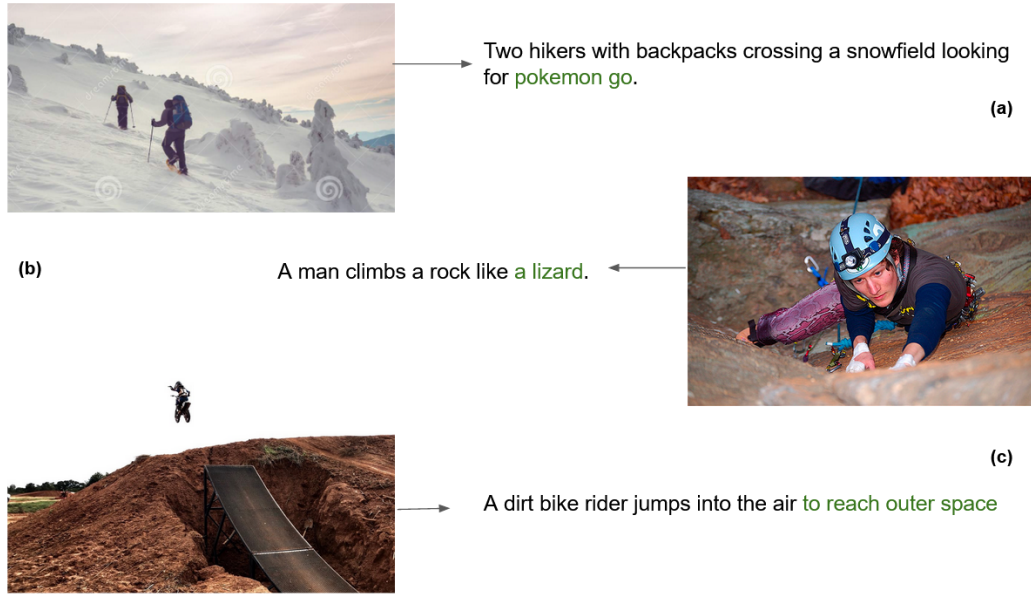 Two hikers with backpacks crossing a snowfield looking
for pokemon go.
(a)
(b)
A man climbs a rock like a lizard.
(c)
A dirt bike rider jumps into the air to reach outer space